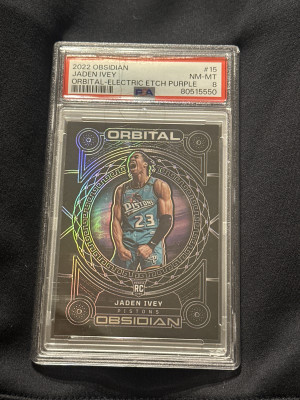 2022 OBSIDIAN #15
JADEN IVEY NM-MT
ORBITAL-ELECTRIC ETCH PURPLE 8
PSA 80515550
ORBITAL
PISTONS
23
RC
JADEN IVEY
PISTONS
OBSIDIAN